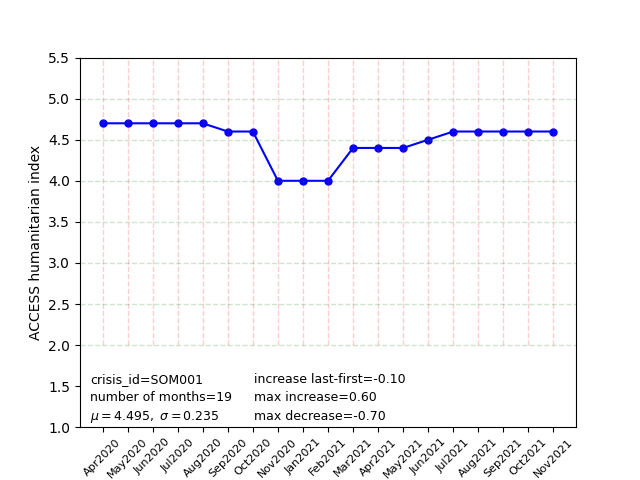 5.5
5.0
4.5
4.0
3.5
3.0
2.5
2.0
1.5
1.0
ACCESS humanitarian index
crisis_id=SOM001 increase last-first=-0.10
number of months=19 max increase=0.60
μ=4.495, σ=0.235 max decrease=-0.70
Apr2020 May2020 Jun2020 Jul2020 Aug2020 Sep2020 Oct2020 Nov2020 Jan2021 Feb2021 Mar2021 Apr2021 May2021 Jun2021 Jul2021 Aug2021 Sep2021 Oct2021 Nov2021